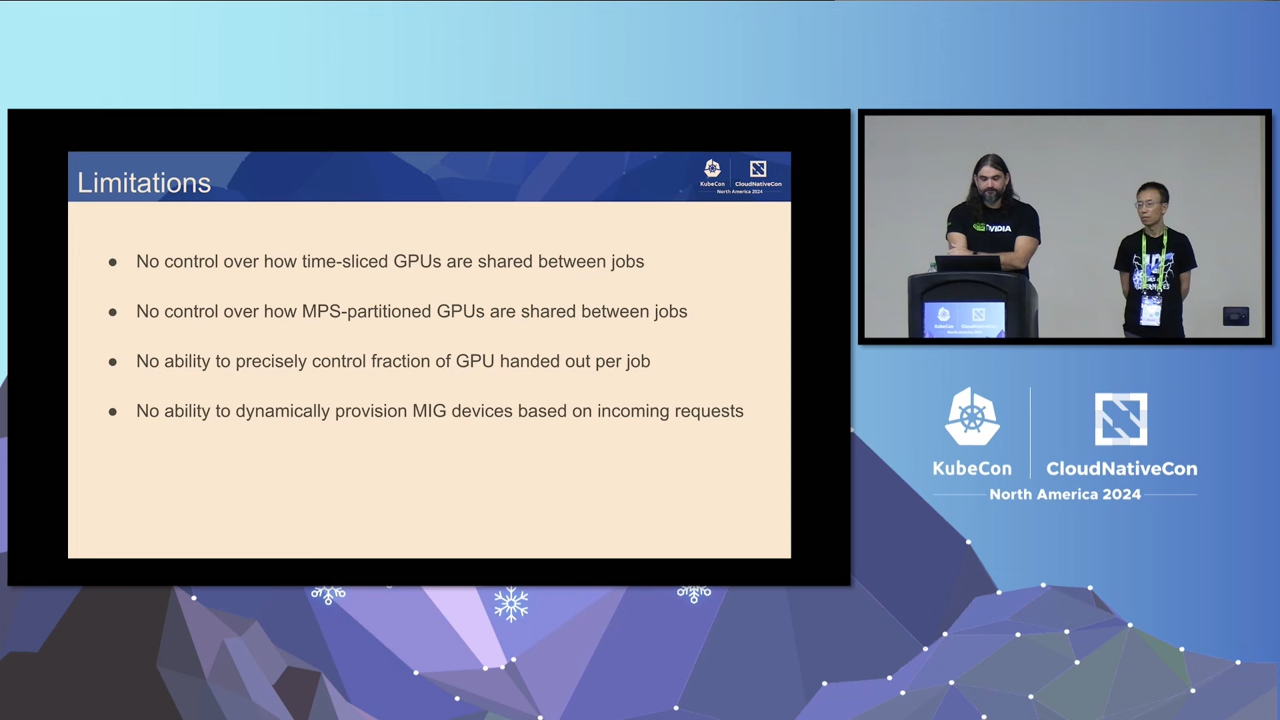 Limitations
KubeCon
CloudNativeCon
North America 2024
● No control over how time-sliced GPUs are shared between jobs
● No control over how MPS-partitioned GPUs are shared between jobs
● No ability to precisely control fraction of GPU handed out per job
● No ability to dynamically provision MIG devices based on incoming requests
NVIDIA
KubeCon
CloudNativeCon
North America 2024